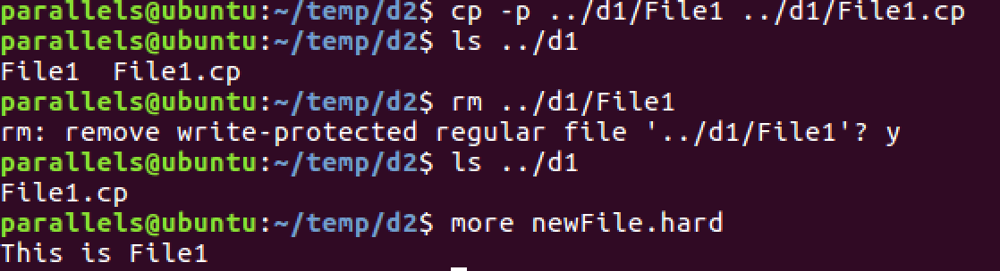 parallels@ubuntu:~/temp/d2$ cp -p ../d1/File1 ../d1/File1.cp
parallels@ubuntu:~/temp/d2$ ls ../d1
File1  File1.cp
parallels@ubuntu:~/temp/d2$ rm ../d1/File1
rm: remove write-protected regular file '../d1/File1'? y
parallels@ubuntu:~/temp/d2$ ls ../d1
File1.cp
parallels@ubuntu:~/temp/d2$ more newFile.hard
This is File1